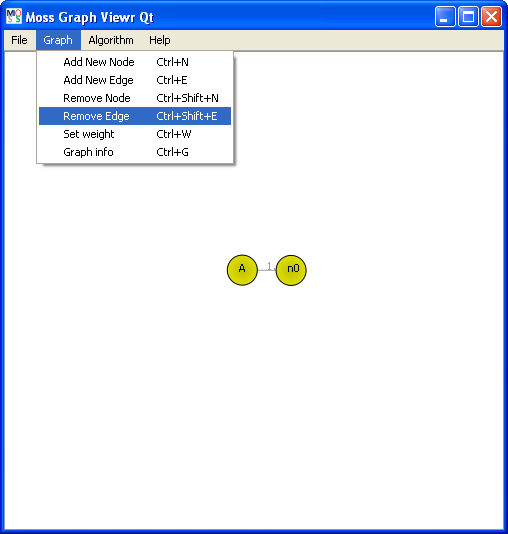 Moss Graph Viewr Qt
File Graph Algorithm Help
Add New Node Ctrl+N
Add New Edge Ctrl+E
Remove Node Ctrl+Shift+N
Remove Edge Ctrl+Shift+E
Set weight Ctrl+W
Graph info Ctrl+G
A 1 n0